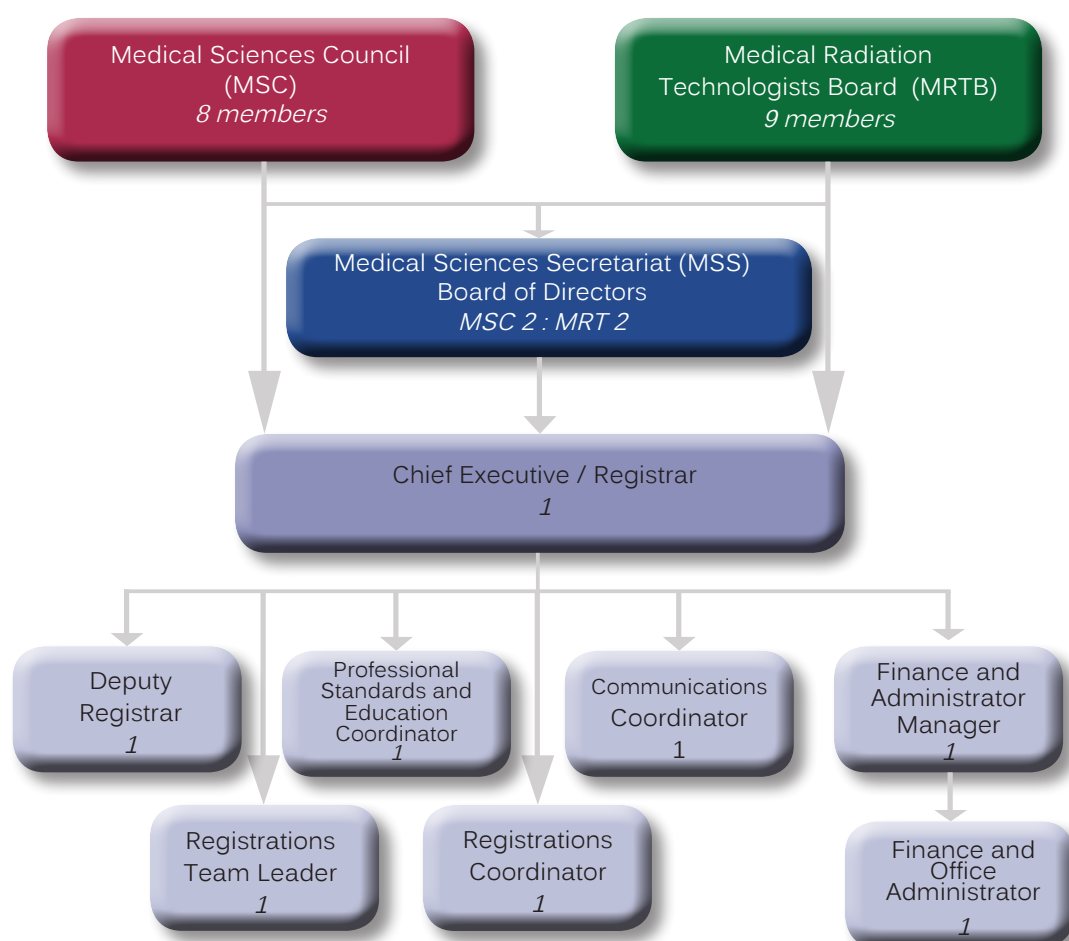 Medical Sciences Council
(MSC)
8 members
Medical Radiation
Technologists Board (MRTB)
9 members
Medical Sciences Secretariat (MSS)
Board of Directors
MSC 2 : MRT 2
Chief Executive / Registrar
1
Deputy
Registrar
1
Professional
Standards and
Education
Coordinator
1
Communications
Coordinator
1
Finance and
Administrator
Manager
1
Registrations
Team Leader
1
Registrations
Coordinator
1
Finance and
Office
Administrator
1